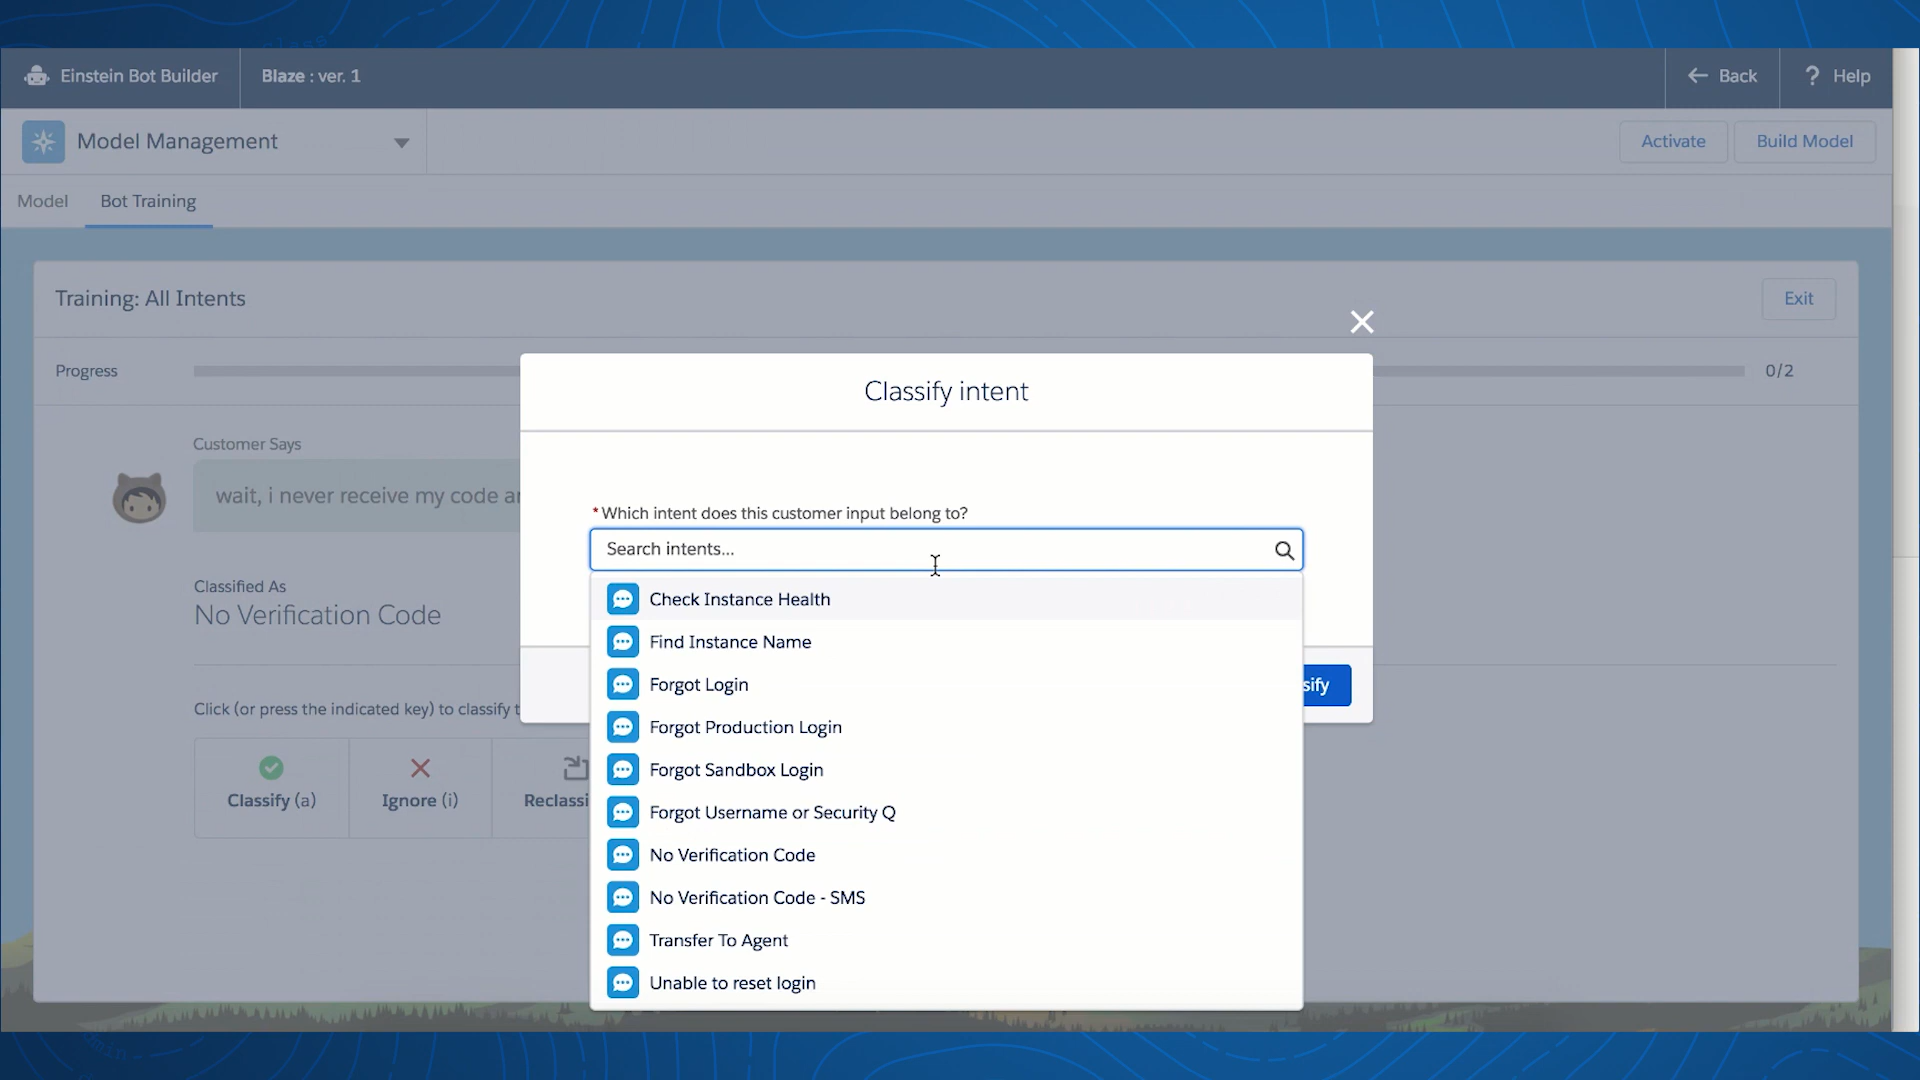 Einstein Bot Builder
Blaze : ver. 1
Back
? Help
Model Management
Activate
Build Model
Model
Bot Training
Training: All Intents
Exit
Progress
0/2
Classify intent
Customer Says
wait, i never receive my code
*Which intent does this customer input belong to?
Search intents...
Classified As
No Verification Code
Check Instance Health
Find Instance Name
Forgot Login
sify
Click (or press the indicated key) to classify
Forgot Production Login
Forgot Sandbox Login
Classify (a)
Ignore (i)
Reclassi
Forgot Username or Security Q
No Verification Code
No Verification Code - SMS
Transfer To Agent
Unable to reset login